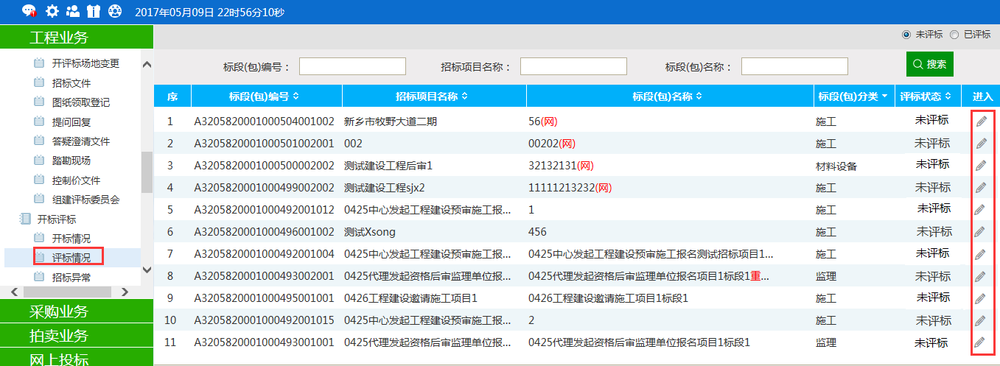 2017年05月09日 22时56分10秒
工程业务
开评标场地变更
招标文件
图纸领取登记
提问回复
答疑澄清文件
踏勘现场
控制价文件
组建评标委员会
开标评标
开标情况
评标情况
招标异常
采购业务
拍卖业务
网上投标
未评标 已评标
标段(包)编号： 招标项目名称： 标段(包)名称： 搜索
序 标段(包)编号 招标项目名称 标段(包)名称 标段(包)分类 评标状态 进入
1 A3205820001000504001002 新乡市牧野大道二期 56(网) 施工 未评标
2 A3205820001000501002001 002 00202(网) 施工 未评标
3 A3205820001000500002002 测试建设工程后审1 32132131(网) 材料设备 未评标
4 A3205820001000499002002 测试建设工程sjx2 11111213232(网) 施工 未评标
5 A3205820001000492001012 0425中心发起工程建设预审施工报... 1 施工 未评标
6 A3205820001000496001002 测试Xsong 456 施工 未评标
7 A3205820001000492001004 0425中心发起工程建设预审施工报... 0425中心发起工程建设预审施工报名测试招标项目1... 施工 未评标
8 A3205820001000493002001 0425代理发起资格后审监理单位报... 0425代理发起资格后审监理单位报名项目1标段1重... 监理 未评标
9 A3205820001000495001001 0426工程建设邀请施工项目1 0426工程建设邀请施工项目1标段1 施工 未评标
10 A3205820001000492001015 0425中心发起工程建设预审施工报... 2 施工 未评标
11 A3205820001000493001001 0425代理发起资格后审监理单位报... 0425代理发起资格后审监理单位报名项目1标段1 监理 未评标